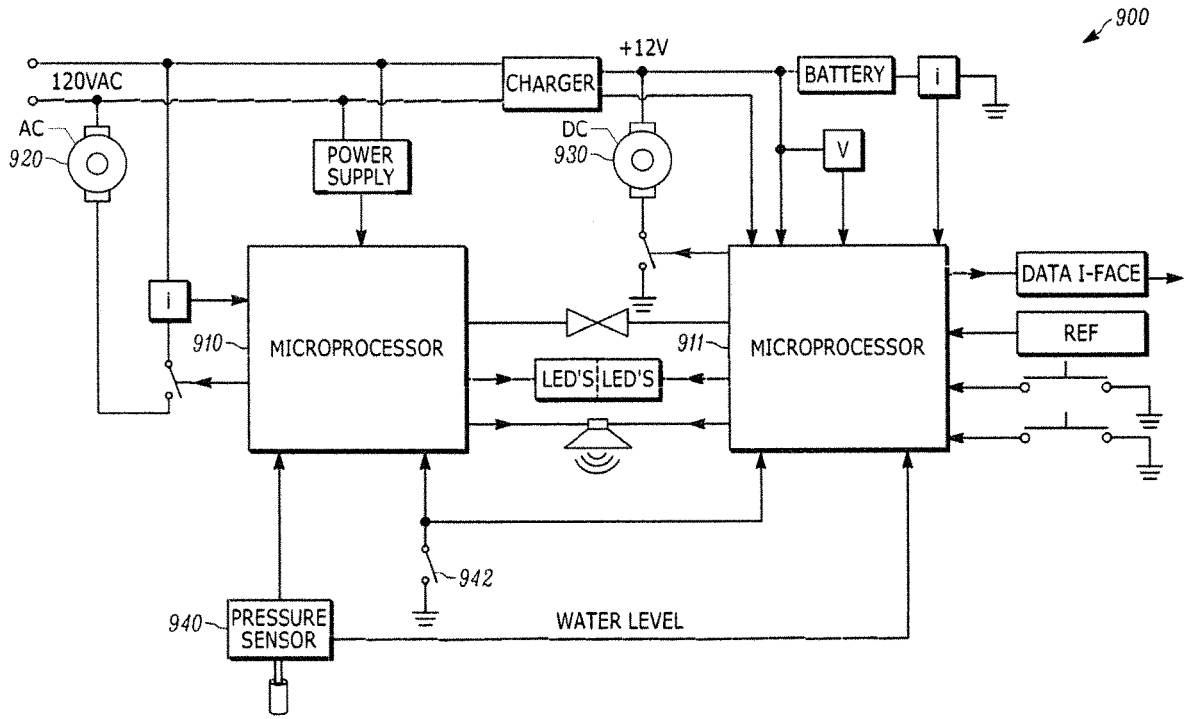 900
+12V
120VAC
CHARGER
BATTERY
i
AC
920
DC
930
V
POWER
SUPPLY
i
910
MICROPROCESSOR
911
MICROPROCESSOR
DATA I-FACE
REF
LED'S
LED'S
942
940
PRESSURE
SENSOR
WATER LEVEL